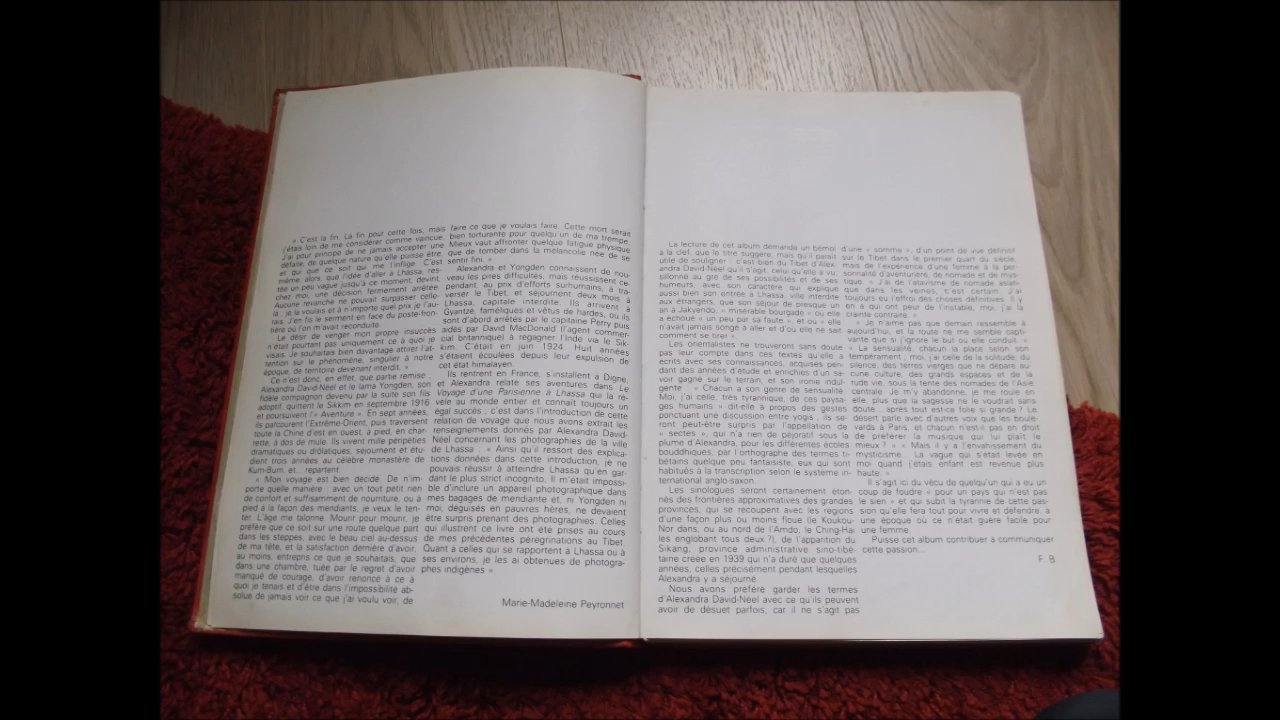 « C'est la fin. La fin pour cette fois, mais
j'étais loin de me considérer comme vaincue.
J'ai pour principe de ne jamais accepter une
défaite, de quelque nature qu'elle puisse être,
et qui que ce soit qui me l'inflige. C'est
même, alors, que l'idée d'aller à Lhassa, res-
tée un peu vague jusqu'à ce moment, devint
chez moi, une décision fermement arrêtée.
Aucune revanche ne pouvait surpasser celle-
là ; je la voulais et à n'importe quel prix je l'au-
rais. J'en fis le serment en face du poste-fron-
tière où l'on m'avait reconduite.
Le désir de venger mon propre insuccès
n'était pourtant pas uniquement ce à quoi je
visais. Je souhaitais bien davantage attirer l'at-
tention sur le phénomène, singulier à notre
époque, de territoire devenant interdit. »
Ce n'est donc, en effet, que partie remise ;
Alexandra David-Néel et le lama Yongden, son
fidèle compagnon devenu par la suite son fils
adoptif, quittent le Sikkim en septembre 1916
et poursuivent l'« Aventure ». En sept années,
ils parcourent l'Extrême-Orient, puis traversent
toute la Chine d'est en ouest, à pied, en char-
rette, à dos de mule. Ils vivent mille péripéties
dramatiques ou drôlatiques, séjournent et étu-
dient trois années au célèbre monastère de
Kum-Bum, et... repartent.
« Mon voyage est bien décidé. De n'im-
porte quelle manière : avec un tout petit rien
de confort et suffisamment de nourriture, ou à
pied à la façon des mendiants, je veux le ten-
ter. L'âge me talonne. Mourir pour mourir, je
préfère que ce soit sur une route quelque part
dans les steppes, avec le beau ciel au-dessus
de ma tête, et la satisfaction dernière d'avoir,
au moins, entrepris ce que je souhaitais, que
dans une chambre, tuée par le regret d'avoir
manqué de courage, d'avoir renoncé à ce à
quoi je tenais et d'être dans l'impossibilité ab-
solue de jamais voir ce que j'ai voulu voir, de
faire ce que je voulais faire. Cette mort serait
bien torturante pour quelqu'un de ma trempe.
Mieux vaut affronter quelque fatigue physique
que de tomber dans la mélancolie née de se
sentir fini. »
Alexandra et Yongden connaissent de nou-
veau les pires difficultés, mais réussissent ce-
pendant, au prix d'efforts surhumains, à tra-
verser le Tibet, et séjournent deux mois à
Lhassa, capitale interdite. Ils arrivent à
Gyantzé, faméliques et vêtus de hardes, ou ils
sont d'abord arrêtés par le capitaine Perry puis
aidés par David MacDonald (l'agent commer-
cial britannique) à regagner l'Inde via le Sik-
kim. C'était en juin 1924. Huit années
s'étaient écoulées depuis leur expulsion de
cet état himalayen.
Ils rentrent en France, s'installent à Digne,
et Alexandra relate ses aventures dans Le
Voyage d'une Parisienne à Lhassa qui la ré-
vèle au monde entier et connaît toujours un
égal succès ; c'est dans l'introduction de cette
relation de voyage que nous avons extrait les
renseignements donnés par Alexandra David-
Néel concernant les photographies de la ville
de Lhassa : « Ainsi qu'il ressort des explica-
tions données dans cette introduction, je ne
pouvais réussir à atteindre Lhassa qu'en gar-
dant le plus strict incognito. Il m'était impossi-
ble d'inclure un appareil photographique dans
mes bagages de mendiante et, ni Yongden ni
moi, déguisés en pauvres hères, ne devaient
être surpris prenant des photographies. Celles
qui illustrent ce livre ont été prises au cours
de mes précédentes pérégrinations au Tibet.
Quant à celles qui se rapportent à Lhassa ou à
ses environs, je les ai obtenues de photogra-
phes indigènes. »
Marie-Madeleine Peyronnet
La lecture de cet album demande un bémol
à la clef, que le titre suggère, mais qu'il paraît
utile de souligner : c'est bien du Tibet d'Alex-
andra David-Néel qu'il s'agit, celui qu'elle a vu,
sillonné au gré de ses possibilités et de ses
humeurs, avec son caractère qui explique
aussi bien son entrée à Lhassa, ville interdite
aux étrangers, que son séjour de presque un
an à Jakyendo, « misérable bourgade » où elle
a échoué « un peu par sa faute » et où « elle
n'avait jamais songé à aller et d'où elle ne sait
comment se tirer ».
Les orientalistes ne trouveront sans doute
pas leur compte dans ces textes qu'elle a
écrits avec ses connaissances, acquises pen-
dant des années d'étude et enrichies d'un sa-
voir gagné sur le terrain, et son ironie indul-
gente : « Chacun a son genre de sensualité.
Moi, j'ai celle, très tyrannique, de ces paysa-
ges humains » dit-elle à propos des gestes
ponctuant une discussion entre yogis ; ils se-
ront peut-être surpris par l'appellation de
« sectes », qui n'a rien de péjoratif sous la
plume d'Alexandra, pour les différentes écoles
bouddhiques, par l'orthographe des termes ti-
bétains quelque peu fantaisiste, eux qui sont
habitués à la transcription selon le système in-
ternational anglo-saxon.
Les sinologues seront certainement éton-
nés des frontières approximatives des grandes
provinces, qui se recoupent avec les régions
d'une façon plus ou moins floue (le Koukou-
Nor dans, ou au nord de l'Amdo, le Ching-Hai
les englobant tous deux ?), de l'apparition du
Sikang, province administrative sino-tibé-
taine créée en 1939 qui n'a duré que quelques
années, celles précisément pendant lesquelles
Alexandra y a séjourné.
Nous avons préféré garder les termes
d'Alexandra David-Néel avec ce qu'ils peuvent
avoir de désuet parfois, car il ne s'agit pas
d'une « somme », d'un point de vue définitif
sur le Tibet dans le premier quart du siècle,
mais de l'expérience d'une femme à la per-
sonnalité d'aventurière, de nomade et de mys-
tique. « J'ai de l'atavisme de nomade asiati-
que dans les veines, c'est certain. J'ai
toujours eu l'effroi des choses définitives. Il y
en a qui ont peur de l'instable, moi, j'ai la
crainte contraire. »
« Je n'aime pas que demain ressemble à
aujourd'hui, et la route ne me semble capti-
vante que si j'ignore le but où elle conduit. »
« La sensualité, chacun la place selon son
tempérament ; moi, j'ai celle de la solitude, du
silence, des terres vierges que ne dépare au-
cune culture, des grands espaces et de la
rude vie, sous la tente des nomades de l'Asie
centrale. Je m'y abandonne, je me roule en
elle, plus que la sagesse ne le voudrait sans
doute... après tout est-ce folie si grande ? Le
désert parle avec d'autres voix que les boule-
vards à Paris, et chacun n'est-il pas en droit
de préférer la musique qui lui plaît le
mieux ? » « Mais il y a l'envahissement du
mysticisme... La vague qui s'était levée en
moi quand j'étais enfant est revenue plus
haute. »
Il s'agit ici du vécu de quelqu'un qui a eu un
coup de foudre « pour un pays qui n'est pas
le sien » et qui subit la tyrannie de cette pas-
sion qu'elle fera tout pour vivre et défendre, à
une époque où ce n'était guère facile pour
une femme.
Puisse cet album contribuer à communiquer
cette passion...
F. B.